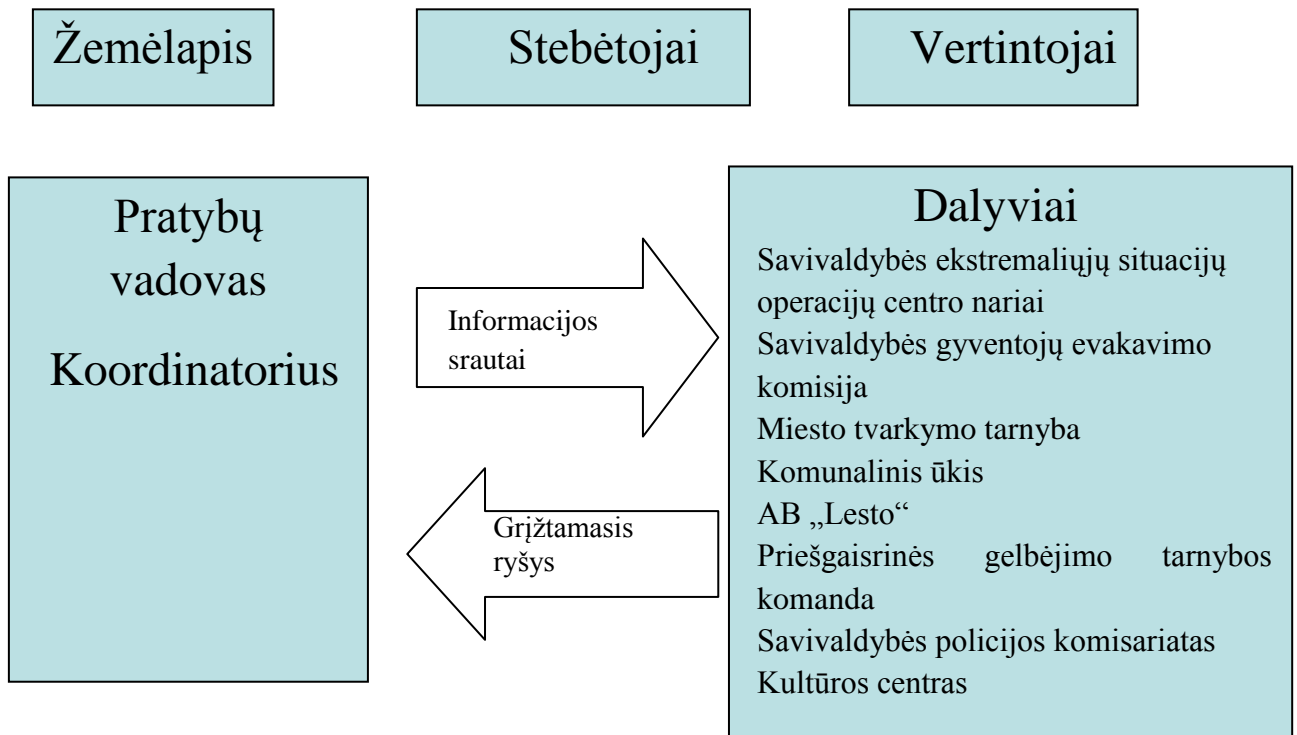 Žemėlapis
Stebėtojai
Vertintojai
Pratybų
vadovas
Koordinatorius
Informacijos
srautai
Grįžtamasis
ryšys
Dalyviai
Savivaldybės ekstremaliųjų situacijų
operacijų centro nariai
Savivaldybės gyventojų evakavimo
komisija
Miesto tvarkymo tarnyba
Komunalinis ūkis
AB „Lesto“
Priešgaisrinės gelbėjimo tarnybos
komanda
Savivaldybės policijos komisariatas
Kultūros centras